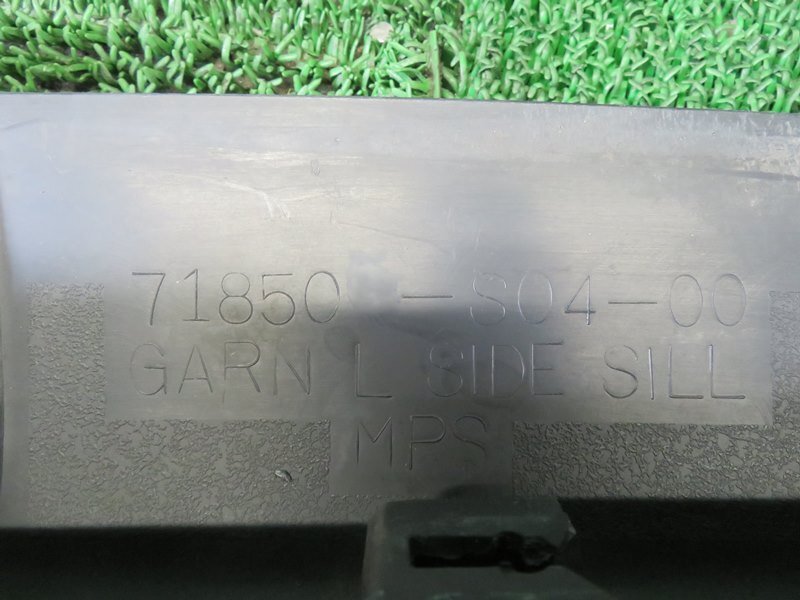 71850 -S04-00
GARN L SIDE SILL
MPS